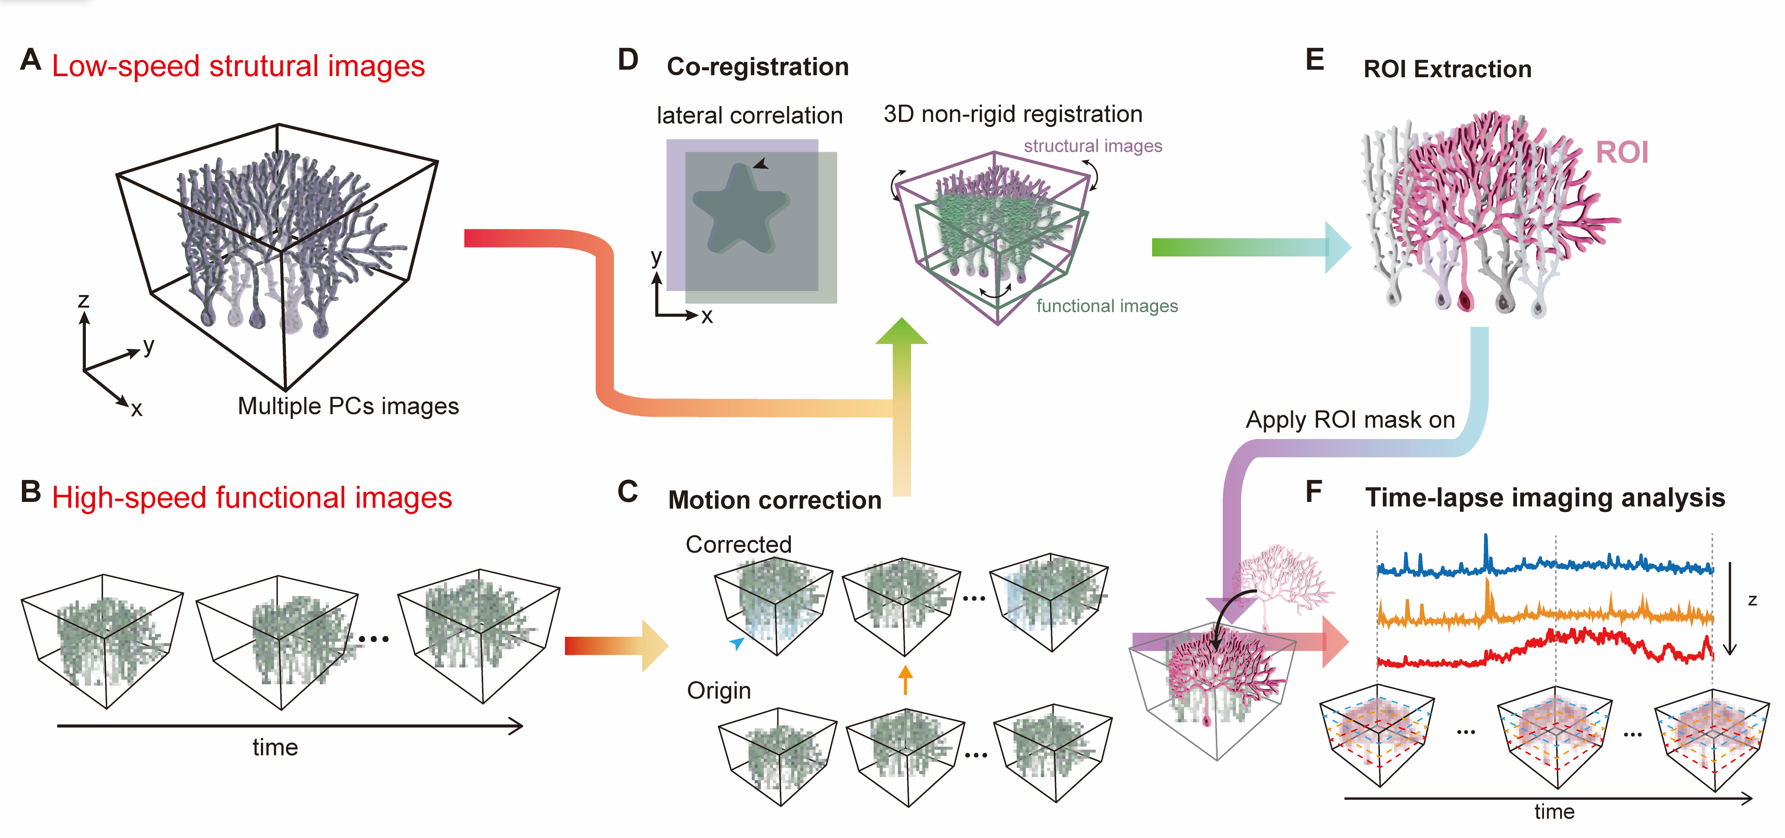 A Low-speed strutural images
z
y
x
Multiple PCs images
B High-speed functional images
...
time
D Co-registration
lateral correlation
y
x
3D non-rigid registration
structural images
functional images
C Motion correction
Corrected
...
Origin
...
E ROI Extraction
ROI
Apply ROI mask on
F Time-lapse imaging analysis
z
... ...
time